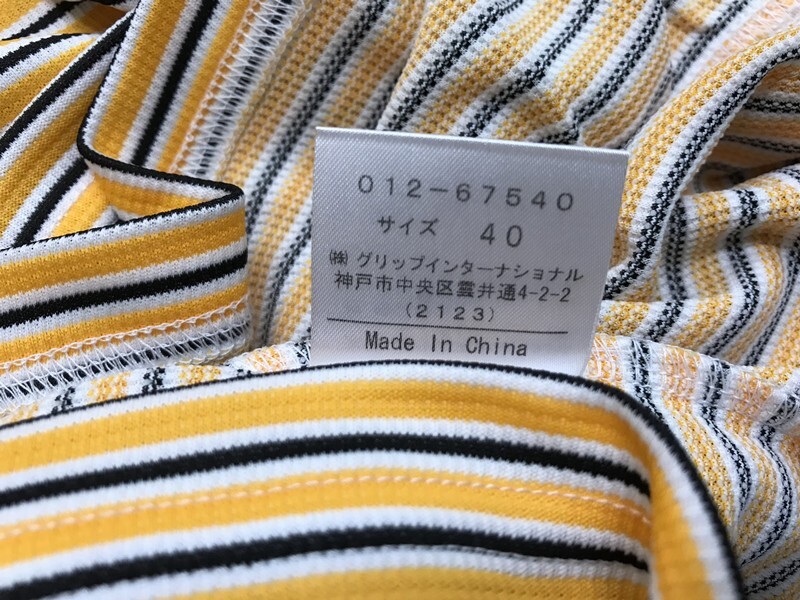 012-67540
サイズ 40
㈱ グリップインターナショナル
神戸市中央区雲井通4-2-2
(2123)
Made In China